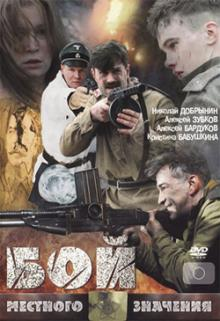 Николай ДОБРЫНИН
Алексей ЗУБКОВ
Алексей БАРДУКОВ
Кристина БАБУШКИНА
DVD
БОЙ
МЕСТНОГО ЗНАЧЕНИЯ